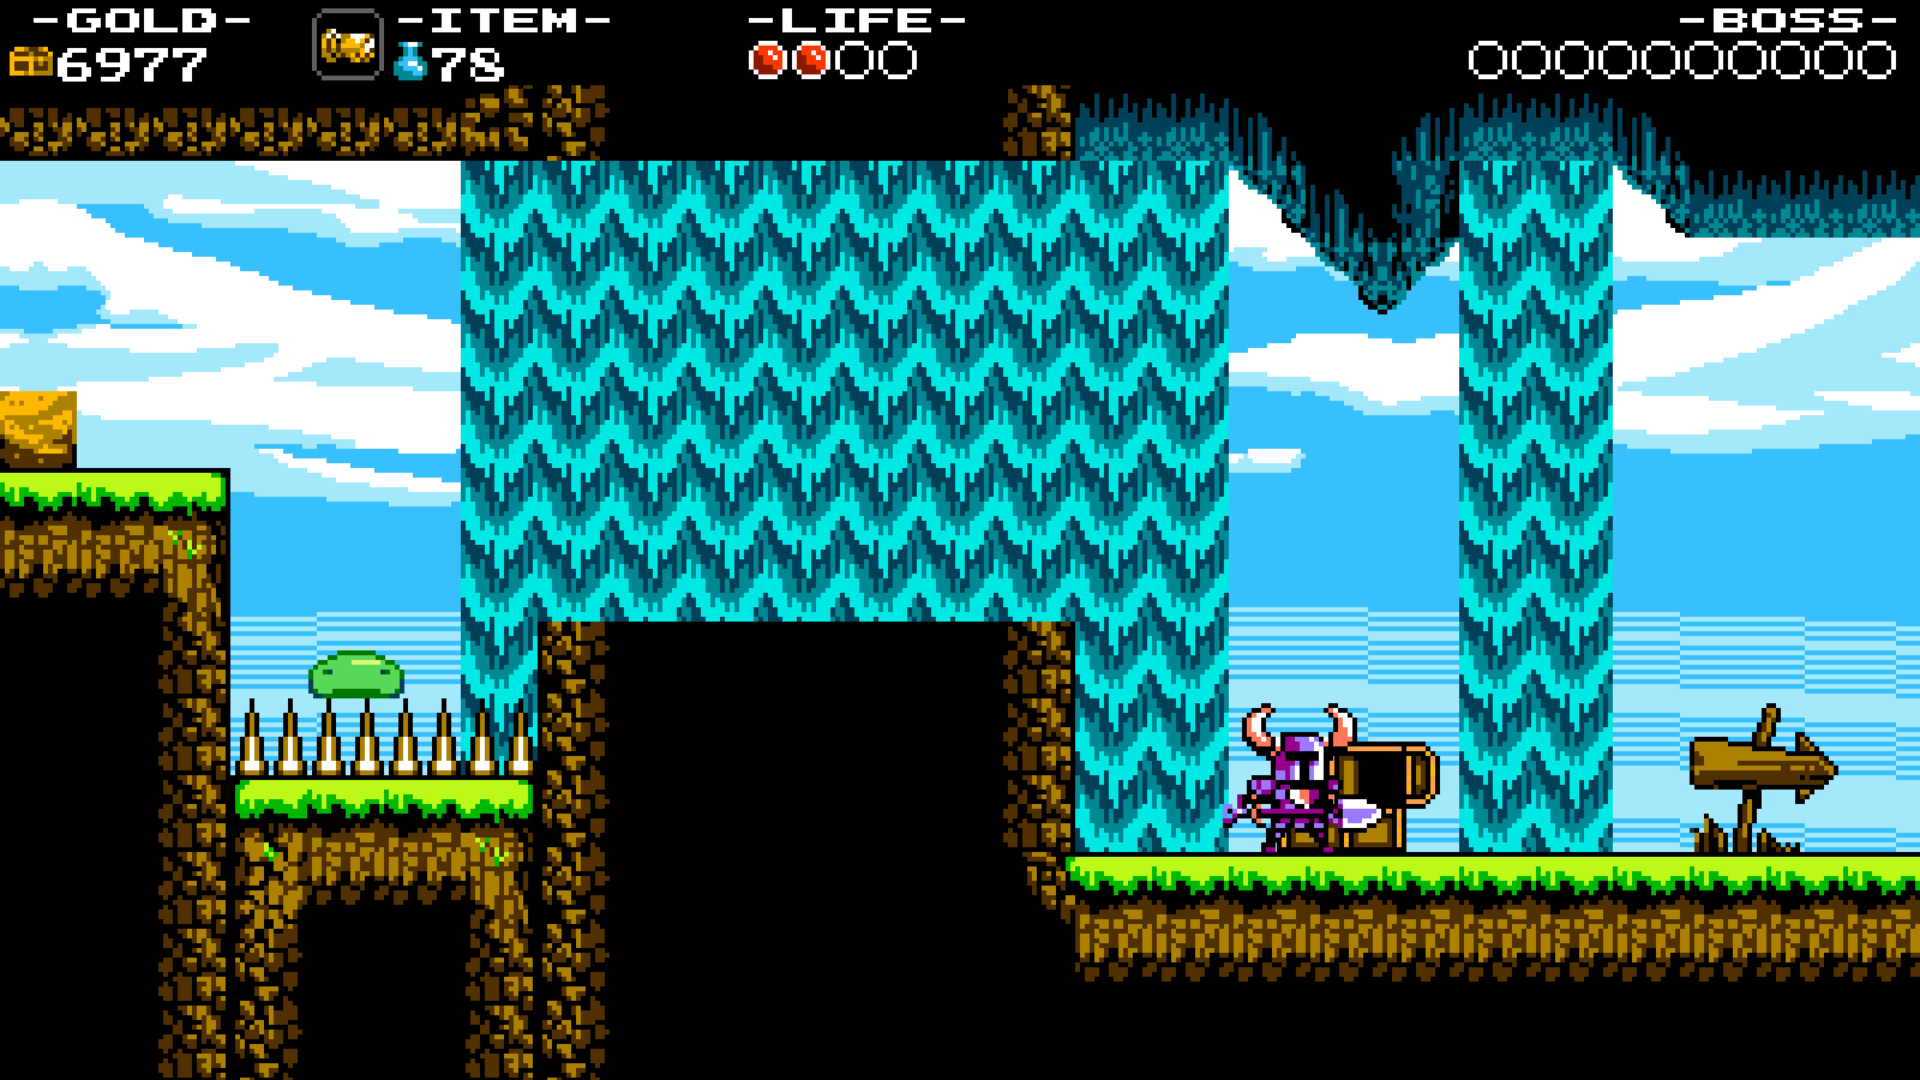 -GOLD-
6977
-ITEM-
78
-LIFE-
-BOSS-